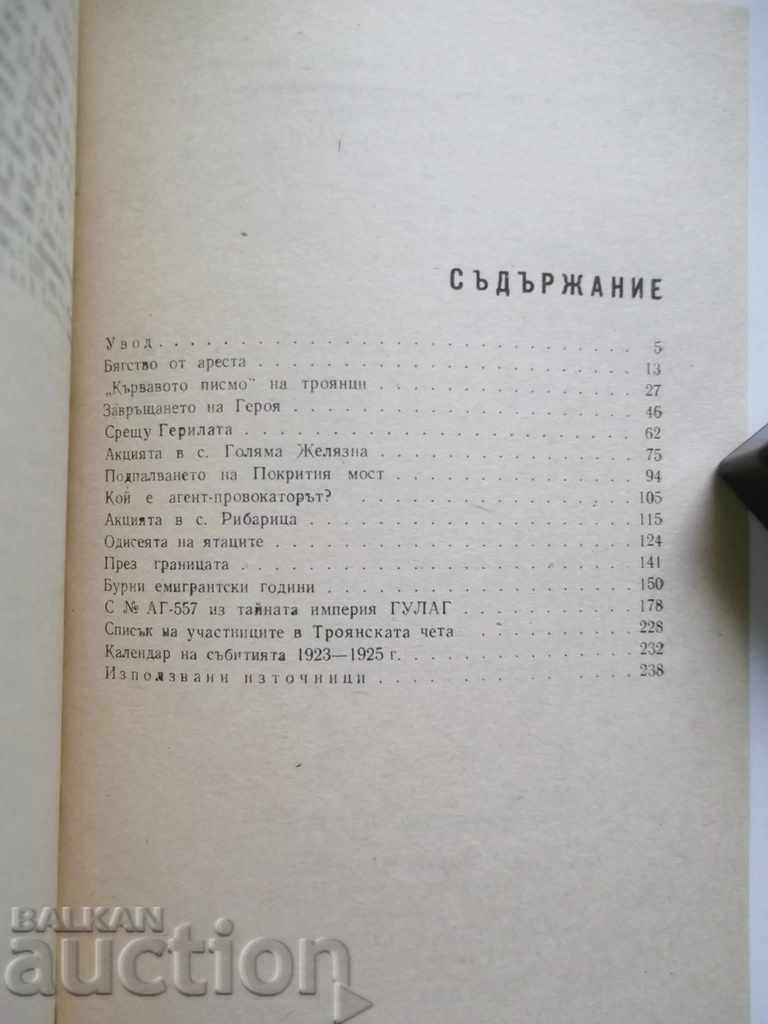 СЪДЪРЖАНИЕ
Увод . . . . . . . . . . . . . . . . . . . . 5
Бягство от ареста . . . . . . . . . . . . . . . . 13
„Кървавото писмо" на троянци . . . . . . . . . . . . 27
Завръщането на Героя . . . . . . . . . . . . . . . 46
Срещу Герилата . . . . . . . . . . . . . . . . . 62
Акцията в с. Голяма Желязна . . . . . . . . . . . . 75
Подпалването на Покрития мост . . . . . . . . . . . 94
Кой е агент-провокаторът? . . . . . . . . . . . . . 105
Акцията в с. Рибарица . . . . . . . . . . . . . . 115
Одисеята на ятаците . . . . . . . . . . . . . . . 124
През границата . . . . . . . . . . . . . . . . . 141
Бурни емигрантски години . . . . . . . . . . . . . 150
С № АГ-557 из тайната империя ГУЛАГ . . . . . . . . 178
Списък на участниците в Троянската чета . . . . . . . 228
Календар на събитията 1923—1925 г. . . . . . . . . . 232
Използвани източници . . . . . . . . . . . . . . 238
BALKAN
auction